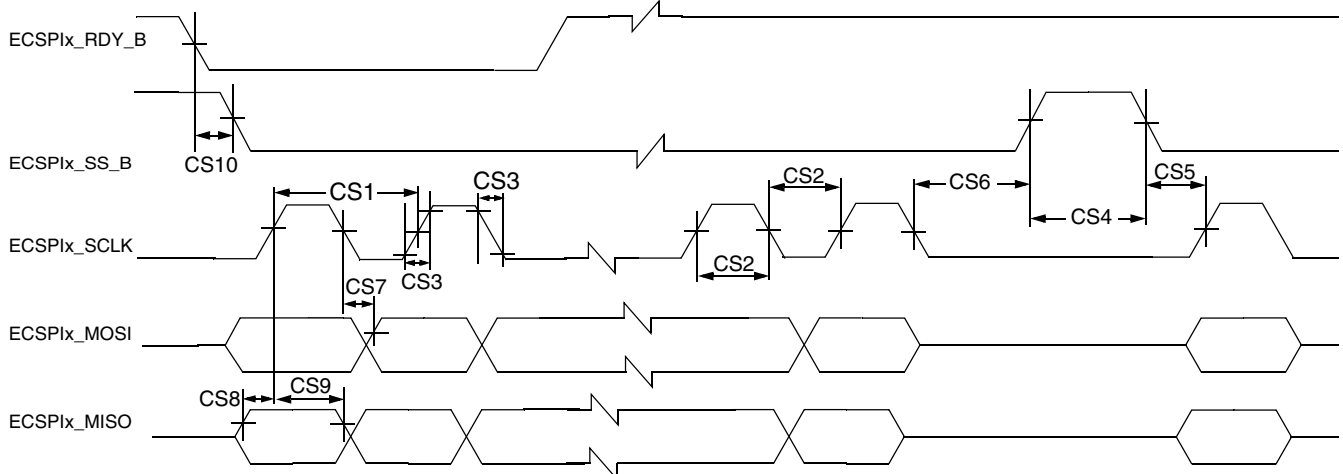 ECSPIx_RDY_B
CS10
ECSPIx_SS_B
CS1
CS3
CS2
CS6
CS5
CS4
ECSPIx_SCLK
CS3
CS2
CS7
ECSPIx_MOSI
CS8
CS9
ECSPIx_MISO